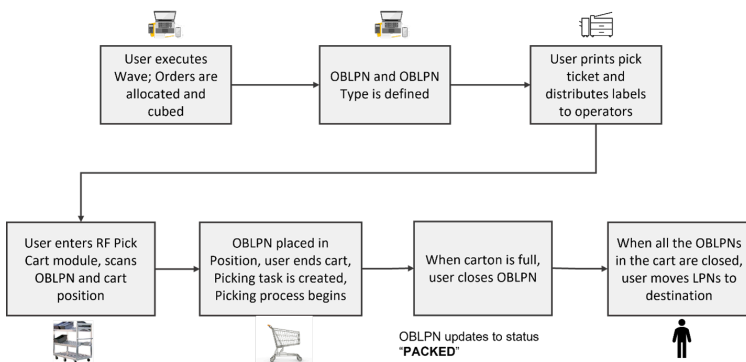 User executes
Wave; Orders are
allocated and
cubed
OBLPN and OBLPN
Type is defined
User prints pick
ticket and
distributes labels
to operators
User enters RF Pick
Cart module, scans
OBLPN and cart
position
OBLPN placed in
Position, user ends cart,
Picking task is created,
Picking process begins
When carton is full,
user closes OBLPN
When all the OBLPNs
in the cart are closed,
user moves LPNs to
destination
OBLPN updates to status
“PACKED”